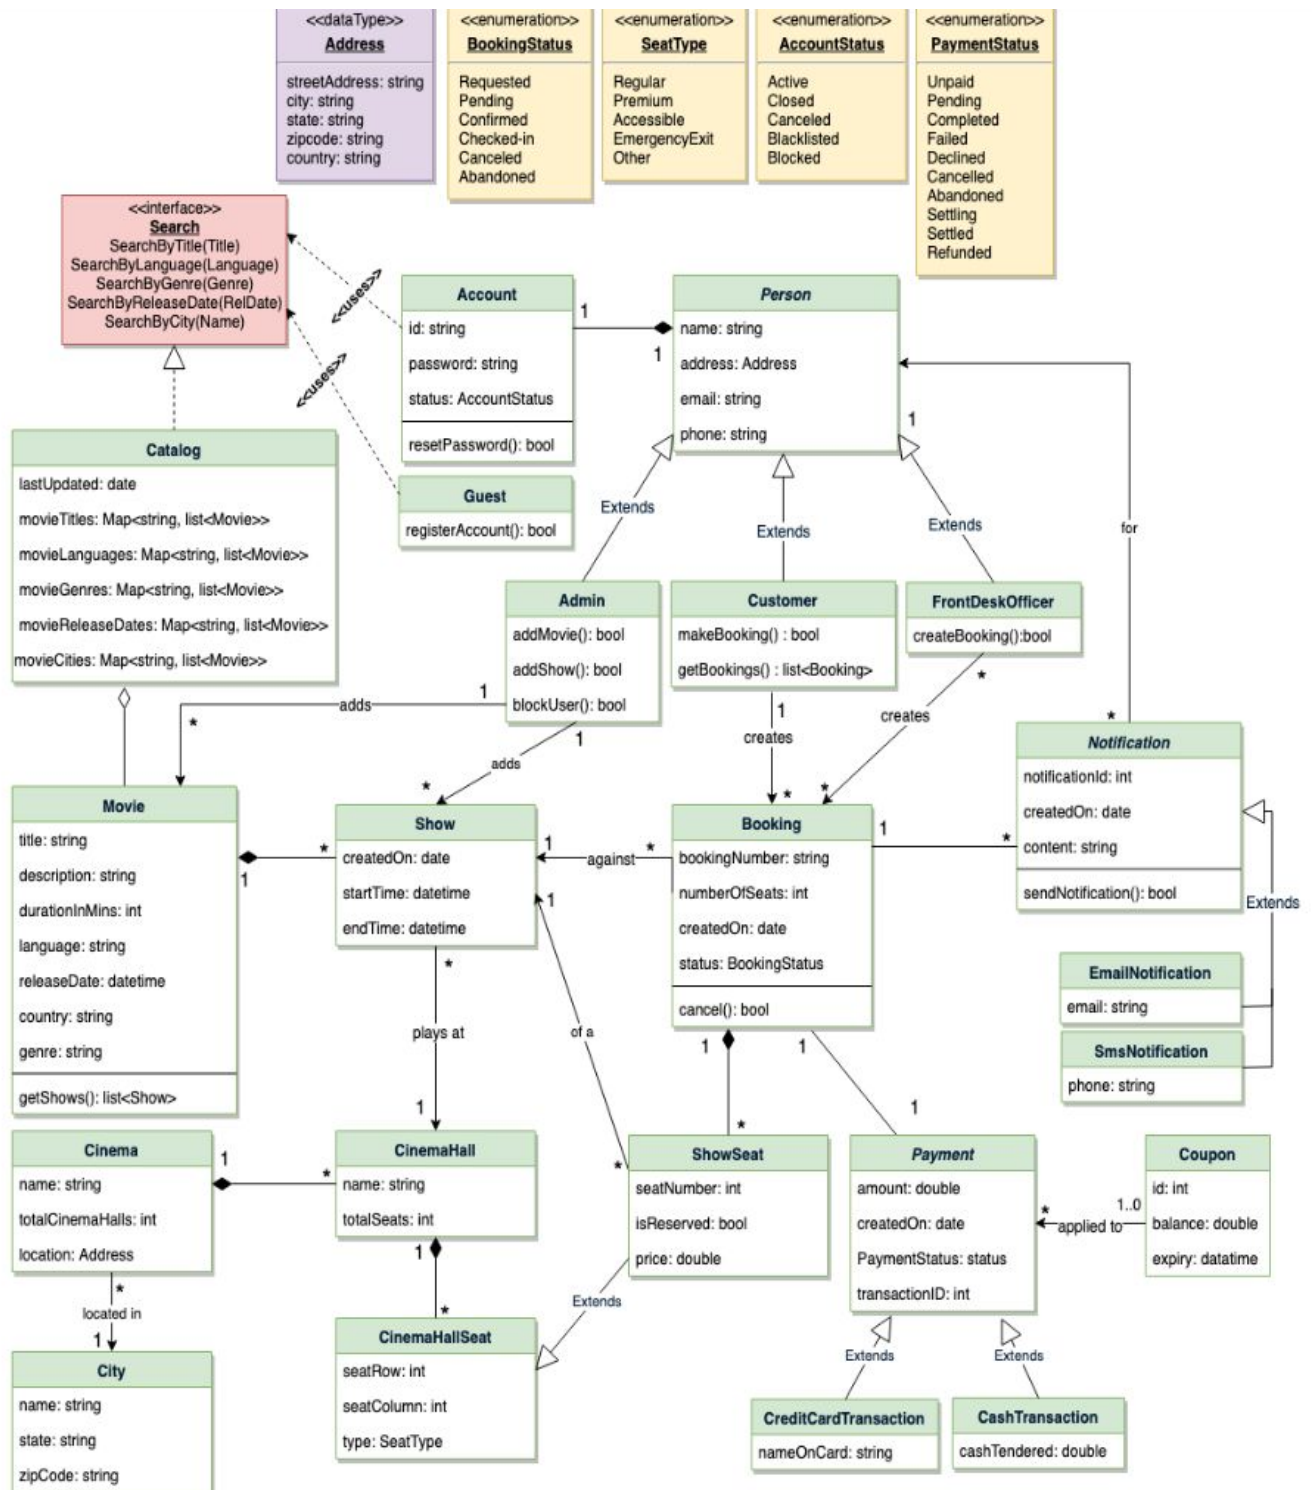 <<dataType>>
Address
streetAddress: string
city: string
state: string
zipcode: string
country: string
<<enumeration>>
BookingStatus
Requested
Pending
Confirmed
Checked-in
Canceled
Abandoned
<<enumeration>>
SeatType
Regular
Premium
Accessible
EmergencyExit
Other
<<enumeration>>
AccountStatus
Active
Closed
Canceled
Blacklisted
Blocked
<<enumeration>>
PaymentStatus
Unpaid
Pending
Completed
Failed
Declined
Cancelled
Abandoned
Settling
Settled
Refunded
<<interface>>
Search
SearchByTitle(Title)
SearchByLanguage(Language)
SearchByGenre(Genre)
SearchByReleaseDate(RelDate)
SearchByCity(Name)
<<uses>>
<<uses>>
Account
id: string
password: string
status: AccountStatus
resetPassword(): bool
1
1
Person
name: string
address: Address
email: string
phone: string
1
Guest
registerAccount(): bool
Catalog
lastUpdated: date
movieTitles: Map<string, list<Movie>>
movieLanguages: Map<string, list<Movie>>
movieGenres: Map<string, list<Movie>>
movieReleaseDates: Map<string, list<Movie>>
movieCities: Map<string, list<Movie>>
Extends
Extends
Extends
for
Admin
addMovie(): bool
addShow(): bool
blockUser(): bool
Customer
makeBooking() : bool
getBookings() : list<Booking>
FrontDeskOfficer
createBooking():bool
1
adds
*
1
adds
*
1
creates
*
*
creates
*
*
Notification
notificationId: int
createdOn: date
content: string
sendNotification(): bool
Extends
Movie
title: string
description: string
durationInMins: int
language: string
releaseDate: datetime
country: string
genre: string
getShows(): list<Show>
1
*
Show
createdOn: date
startTime: datetime
endTime: datetime
1
against
*
1
Booking
bookingNumber: string
numberOfSeats: int
createdOn: date
status: BookingStatus
cancel(): bool
1
*
EmailNotification
email: string
SmsNotification
phone: string
*
plays at
1
of a
*
1
*
1
1
Cinema
name: string
totalCinemaHalls: int
location: Address
1
*
CinemaHall
name: string
totalSeats: int
ShowSeat
seatNumber: int
isReserved: bool
price: double
Payment
amount: double
createdOn: date
PaymentStatus: status
transactionID: int
*
applied to
1..0
Coupon
id: int
balance: double
expiry: datatime
*
located in
1
1
*
Extends
City
name: string
state: string
zipCode: string
CinemaHallSeat
seatRow: int
seatColumn: int
type: SeatType
Extends
Extends
CreditCardTransaction
nameOnCard: string
CashTransaction
cashTendered: double